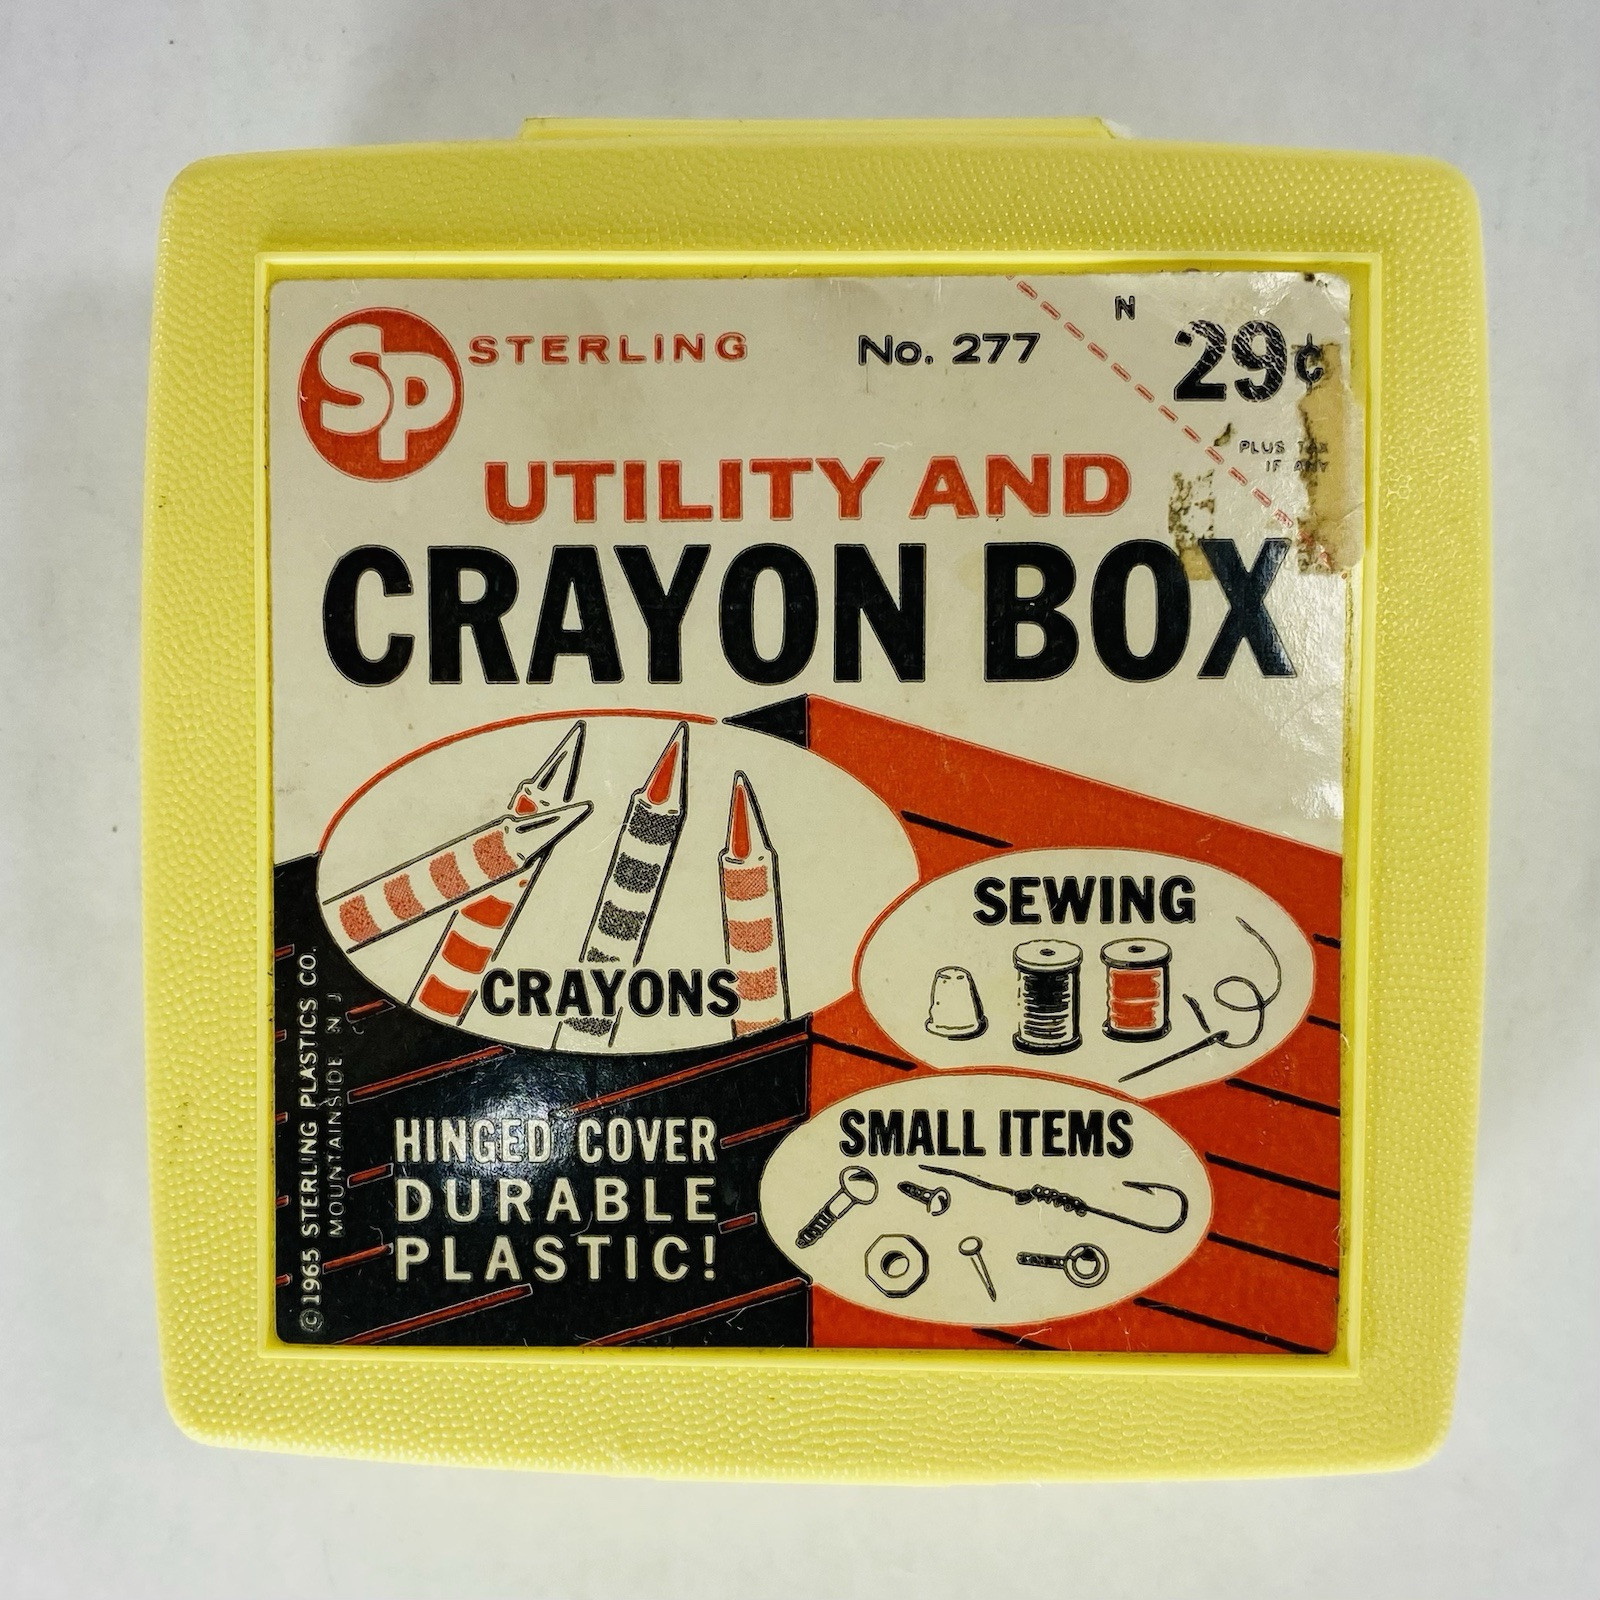 SP STERLING No. 277
N
29¢
PLUS TAX
IF ANY
UTILITY AND
CRAYON BOX
CRAYONS
SEWING
SMALL ITEMS
HINGED COVER
DURABLE
PLASTIC!
©1965 STERLING PLASTICS CO.
MOUNTAINSIDE N J